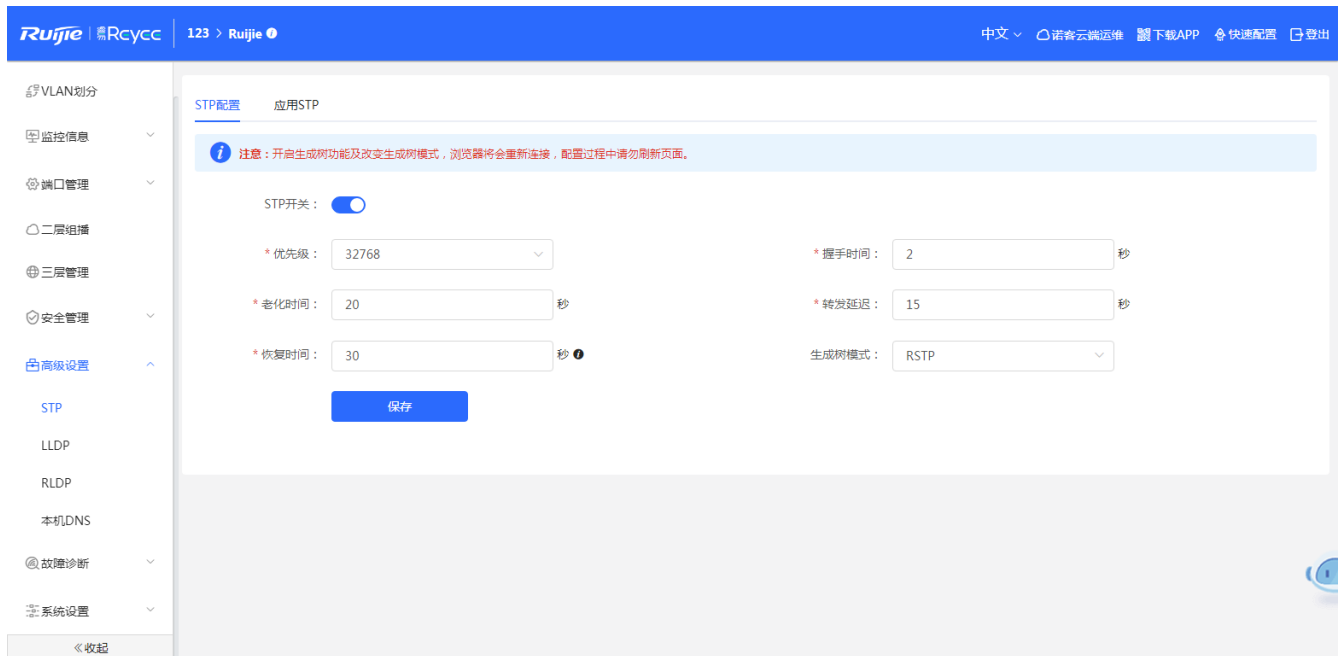 Ruijie | 睿易Reyee 123 > Ruijie
中文 诺客云端运维 下载APP 快速配置 登出
VLAN划分
监控信息
端口管理
二层组播
三层管理
安全管理
高级设置
STP
LLDP
RLDP
本机DNS
故障诊断
系统设置
《收起
STP配置 应用STP
注意：开启生成树功能及改变生成树模式，浏览器将会重新连接，配置过程中请勿刷新页面。
STP开关：
* 优先级： 32768 * 握手时间： 2 秒
* 老化时间： 20 秒 * 转发延迟： 15 秒
* 恢复时间： 30 秒 生成树模式： RSTP
保存